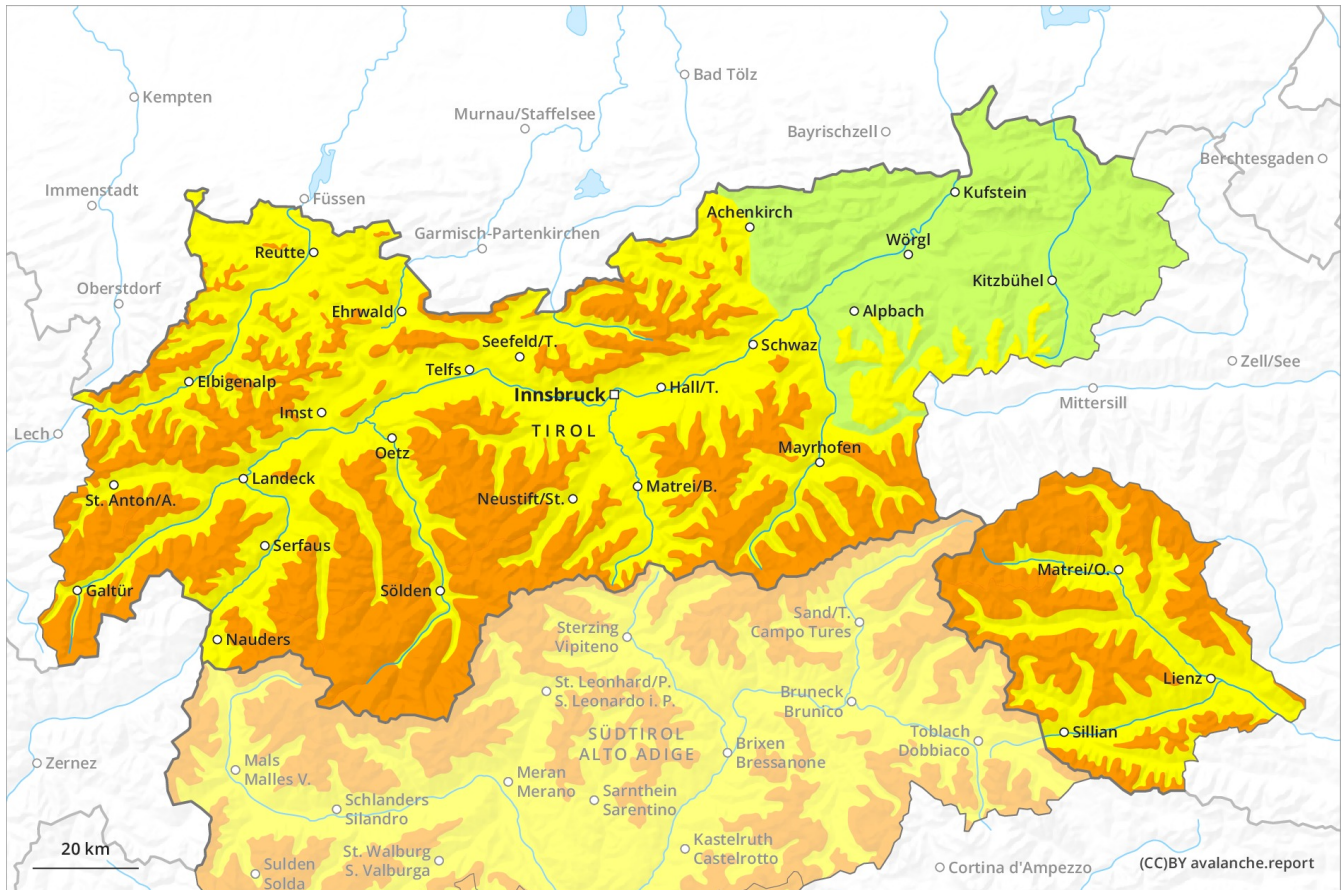 Bad Tölz
Kempten
Murnau/Staffelsee
Bayrischzell
Berchtesgaden
Immenstadt
Füssen
Kufstein
Achenkirch
Garmisch-Partenkirchen
Wörgl
Reutte
Kitzbühel
Oberstdorf
Ehrwald
Alpbach
Seefeld/T.
Schwaz
Zell/See
Telfs
Elbigenalp
Hall/T.
Innsbruck
Mittersill
Imst
Lech
TIROL
Oetz
Mayrhofen
Landeck
St. Anton/A.
Neustift/St.
Matrei/B.
Serfaus
Matrei/O.
Galtür
Sölden
Sand/T.
Campo Tures
Sterzing
Vipiteno
Nauders
Lienz
St. Leonhard/P.
S. Leonardo i. P.
Bruneck
Brunico
Sillian
SÜDTIROL
ALTO ADIGE
Toblach
Dobbiaco
Brixen
Bressanone
Zernez
Mals
Malles V.
Meran
Merano
Sarnthein
Sarentino
Schlanders
Silandro
20 km
St. Walburg
S. Valburga
Kastelruth
Castelrotto
Sulden
Solda
Cortina d'Ampezzo
(CC)BY avalanche.report